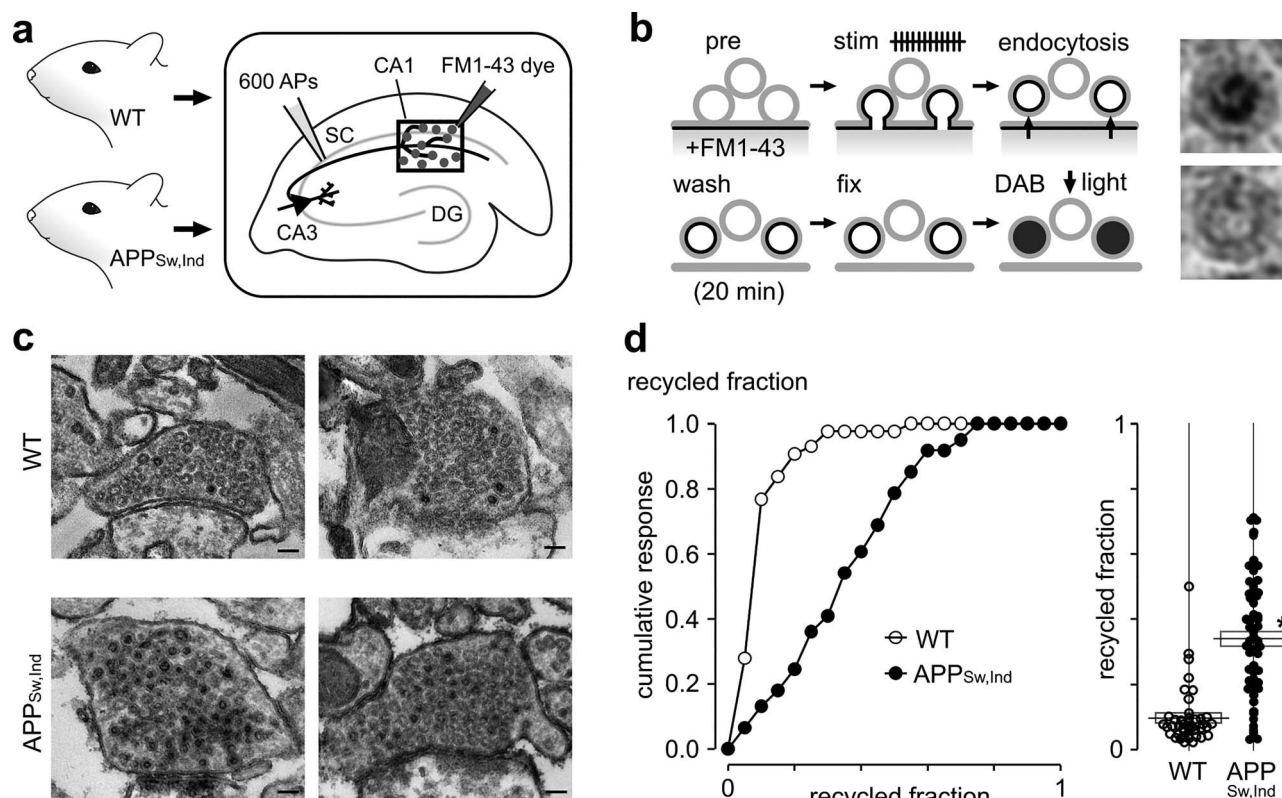 a
WT
APPSw,Ind
600 APs
CA1
FM1-43 dye
SC
CA3
DG
b
pre
stim
endocytosis
+FM1-43
wash
fix
DAB
light
(20 min)
c
WT
APPSw,Ind
d
recycled fraction
cumulative response
1.0
0.8
0.6
0.4
0.2
0.0
0
1
recycled fraction
WT
APPSw,Ind
recycled fraction
1
0
*
WT
APP
Sw,Ind